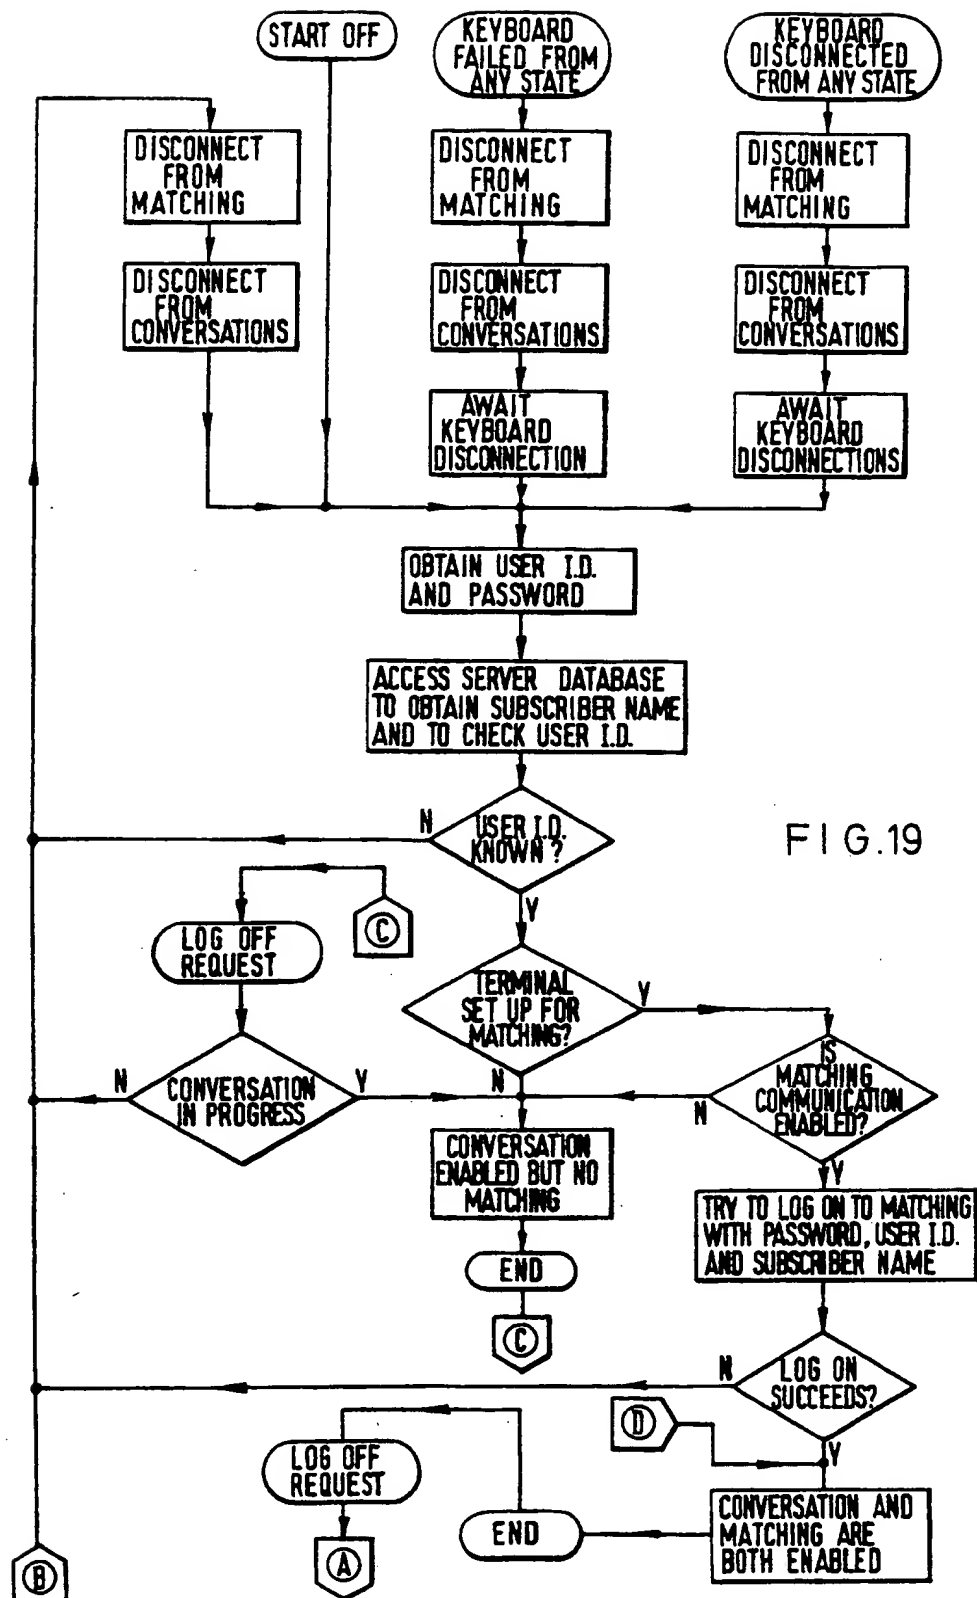 START OFF
KEYBOARD
FAILED FROM
ANY STATE
KEYBOARD
DISCONNECTED
FROM ANY STATE
DISCONNECT
FROM
MATCHING
DISCONNECT
FROM
MATCHING
DISCONNECT
FROM
MATCHING
DISCONNECT
FROM
CONVERSATIONS
DISCONNECT
FROM
CONVERSATIONS
DISCONNECT
FROM
CONVERSATIONS
AWAIT
KEYBOARD
DISCONNECTION
AWAIT
KEYBOARD
DISCONNECTIONS
OBTAIN USER I.D.
AND PASSWORD
ACCESS SERVER DATABASE
TO OBTAIN SUBSCRIBER NAME
AND TO CHECK USER I.D.
N
USER I.D.
KNOWN?
Y
FIG.19
C
LOG OFF
REQUEST
TERMINAL
SET UP FOR
MATCHING?
Y
N
N
CONVERSATION
IN PROGRESS
Y
IS
MATCHING
COMMUNICATION
ENABLED?
N
Y
CONVERSATION
ENABLED BUT NO
MATCHING
TRY TO LOG ON TO MATCHING
WITH PASSWORD, USER I.D.
AND SUBSCRIBER NAME
END
C
N
LOG ON
SUCCEEDS?
Y
D
LOG OFF
REQUEST
END
CONVERSATION AND
MATCHING ARE
BOTH ENABLED
A
B